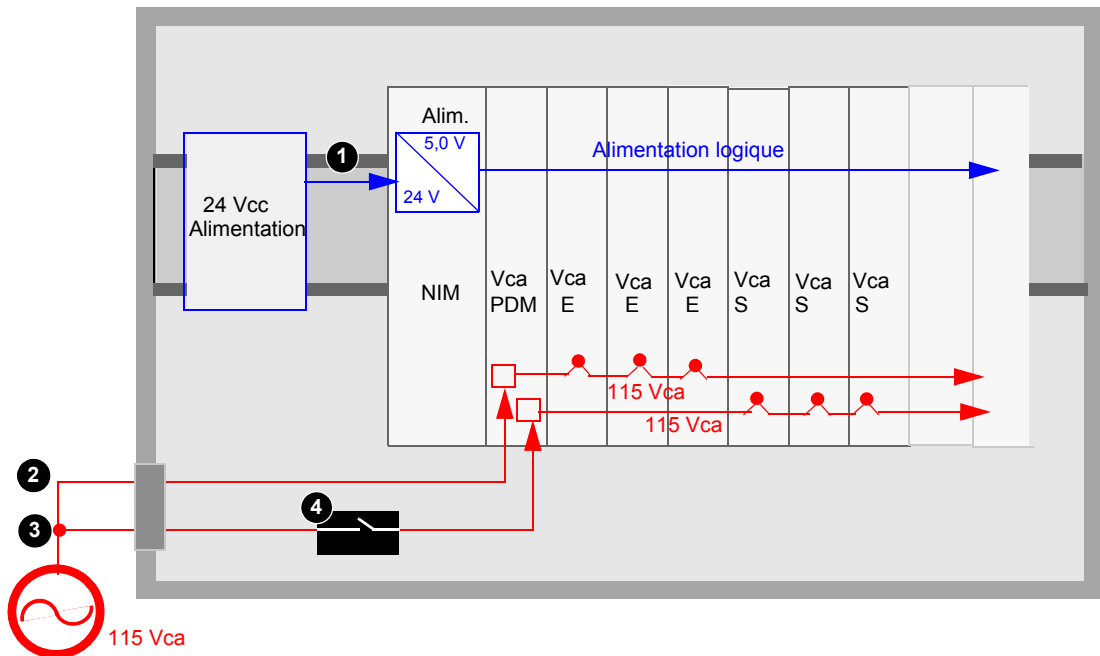 Alim.
5,0 V
24 V
1
Alimentation logique
24 Vcc
Alimentation
NIM
Vca
PDM
Vca
E
Vca
E
Vca
E
Vca
S
Vca
S
Vca
S
115 Vca
115 Vca
2
3
4
115 Vca